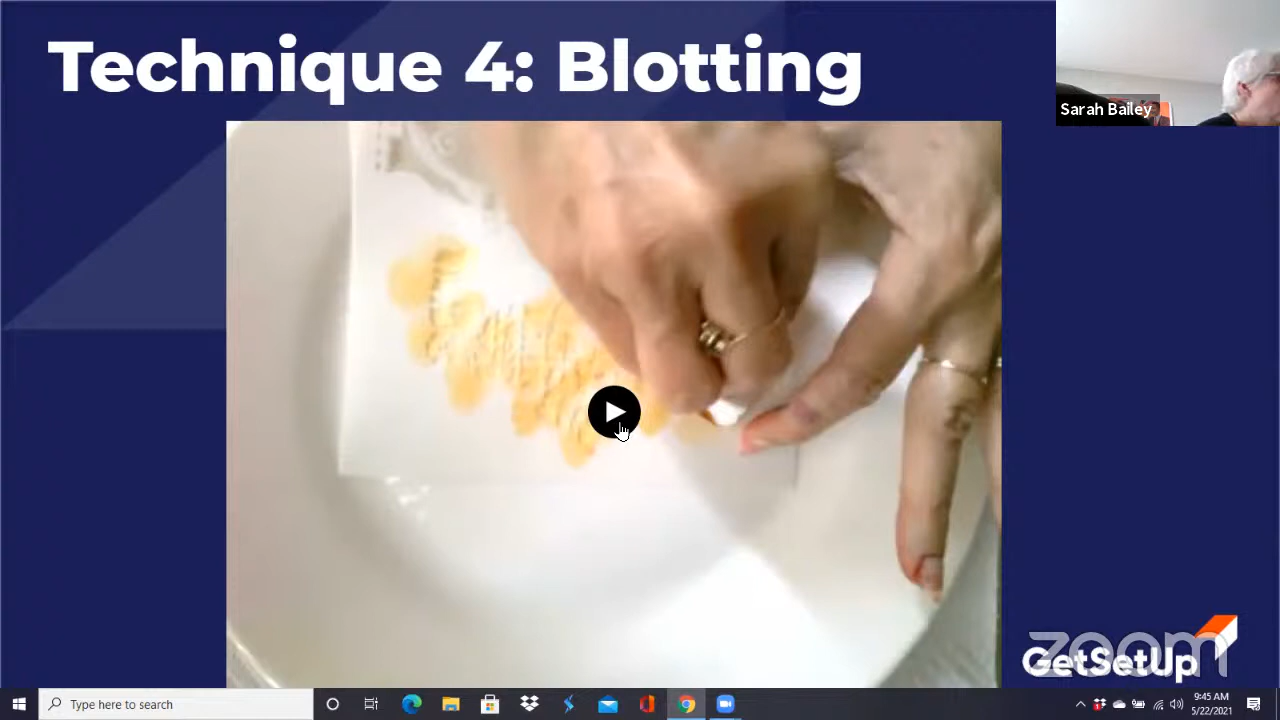 Technique 4: Blotting
Sarah Bailey
zoom
GetSetUp
Type here to search
9:45 AM
5/22/2021